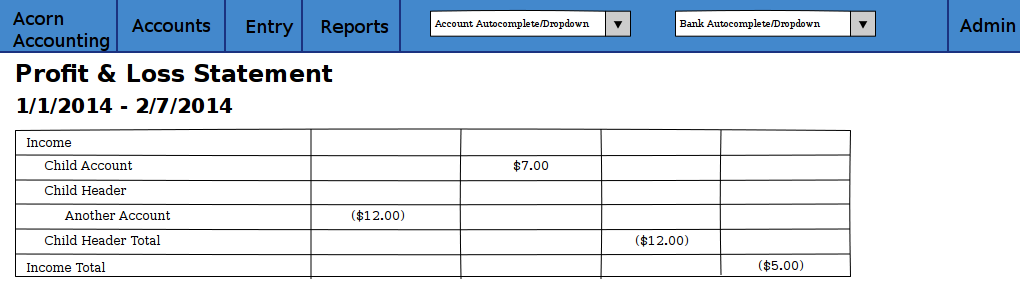 Acorn Accounting
Accounts
Entry
Reports
Account Autocomplete/Dropdown ▼
Bank Autocomplete/Dropdown ▼
Admin
Profit & Loss Statement
1/1/2014 - 2/7/2014
Income
Child Account $7.00
Child Header
Another Account ($12.00)
Child Header Total ($12.00)
Income Total ($5.00)